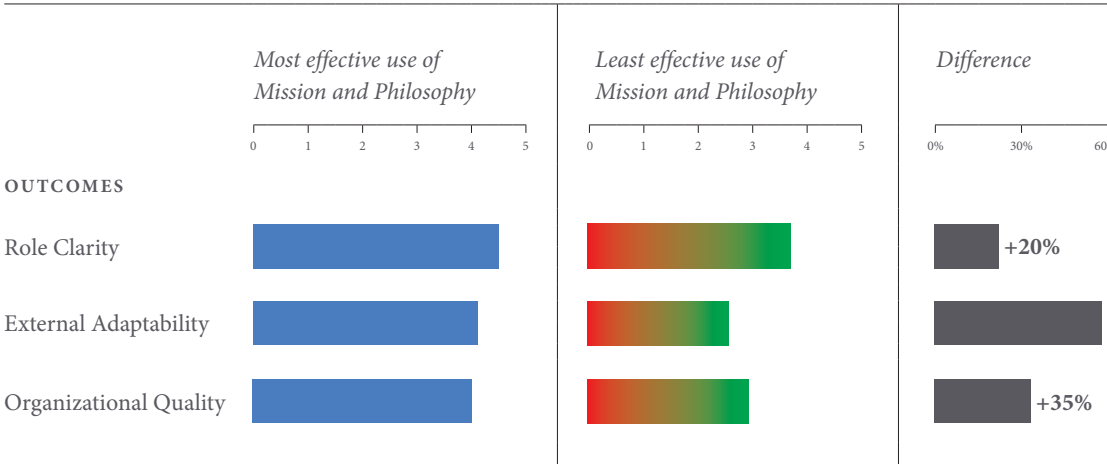 Most effective use of
Mission and Philosophy
Least effective use of
Mission and Philosophy
Difference
0 1 2 3 4 5
0 1 2 3 4 5
0% 30% 60
OUTCOMES
Role Clarity
+20%
External Adaptability
Organizational Quality
+35%